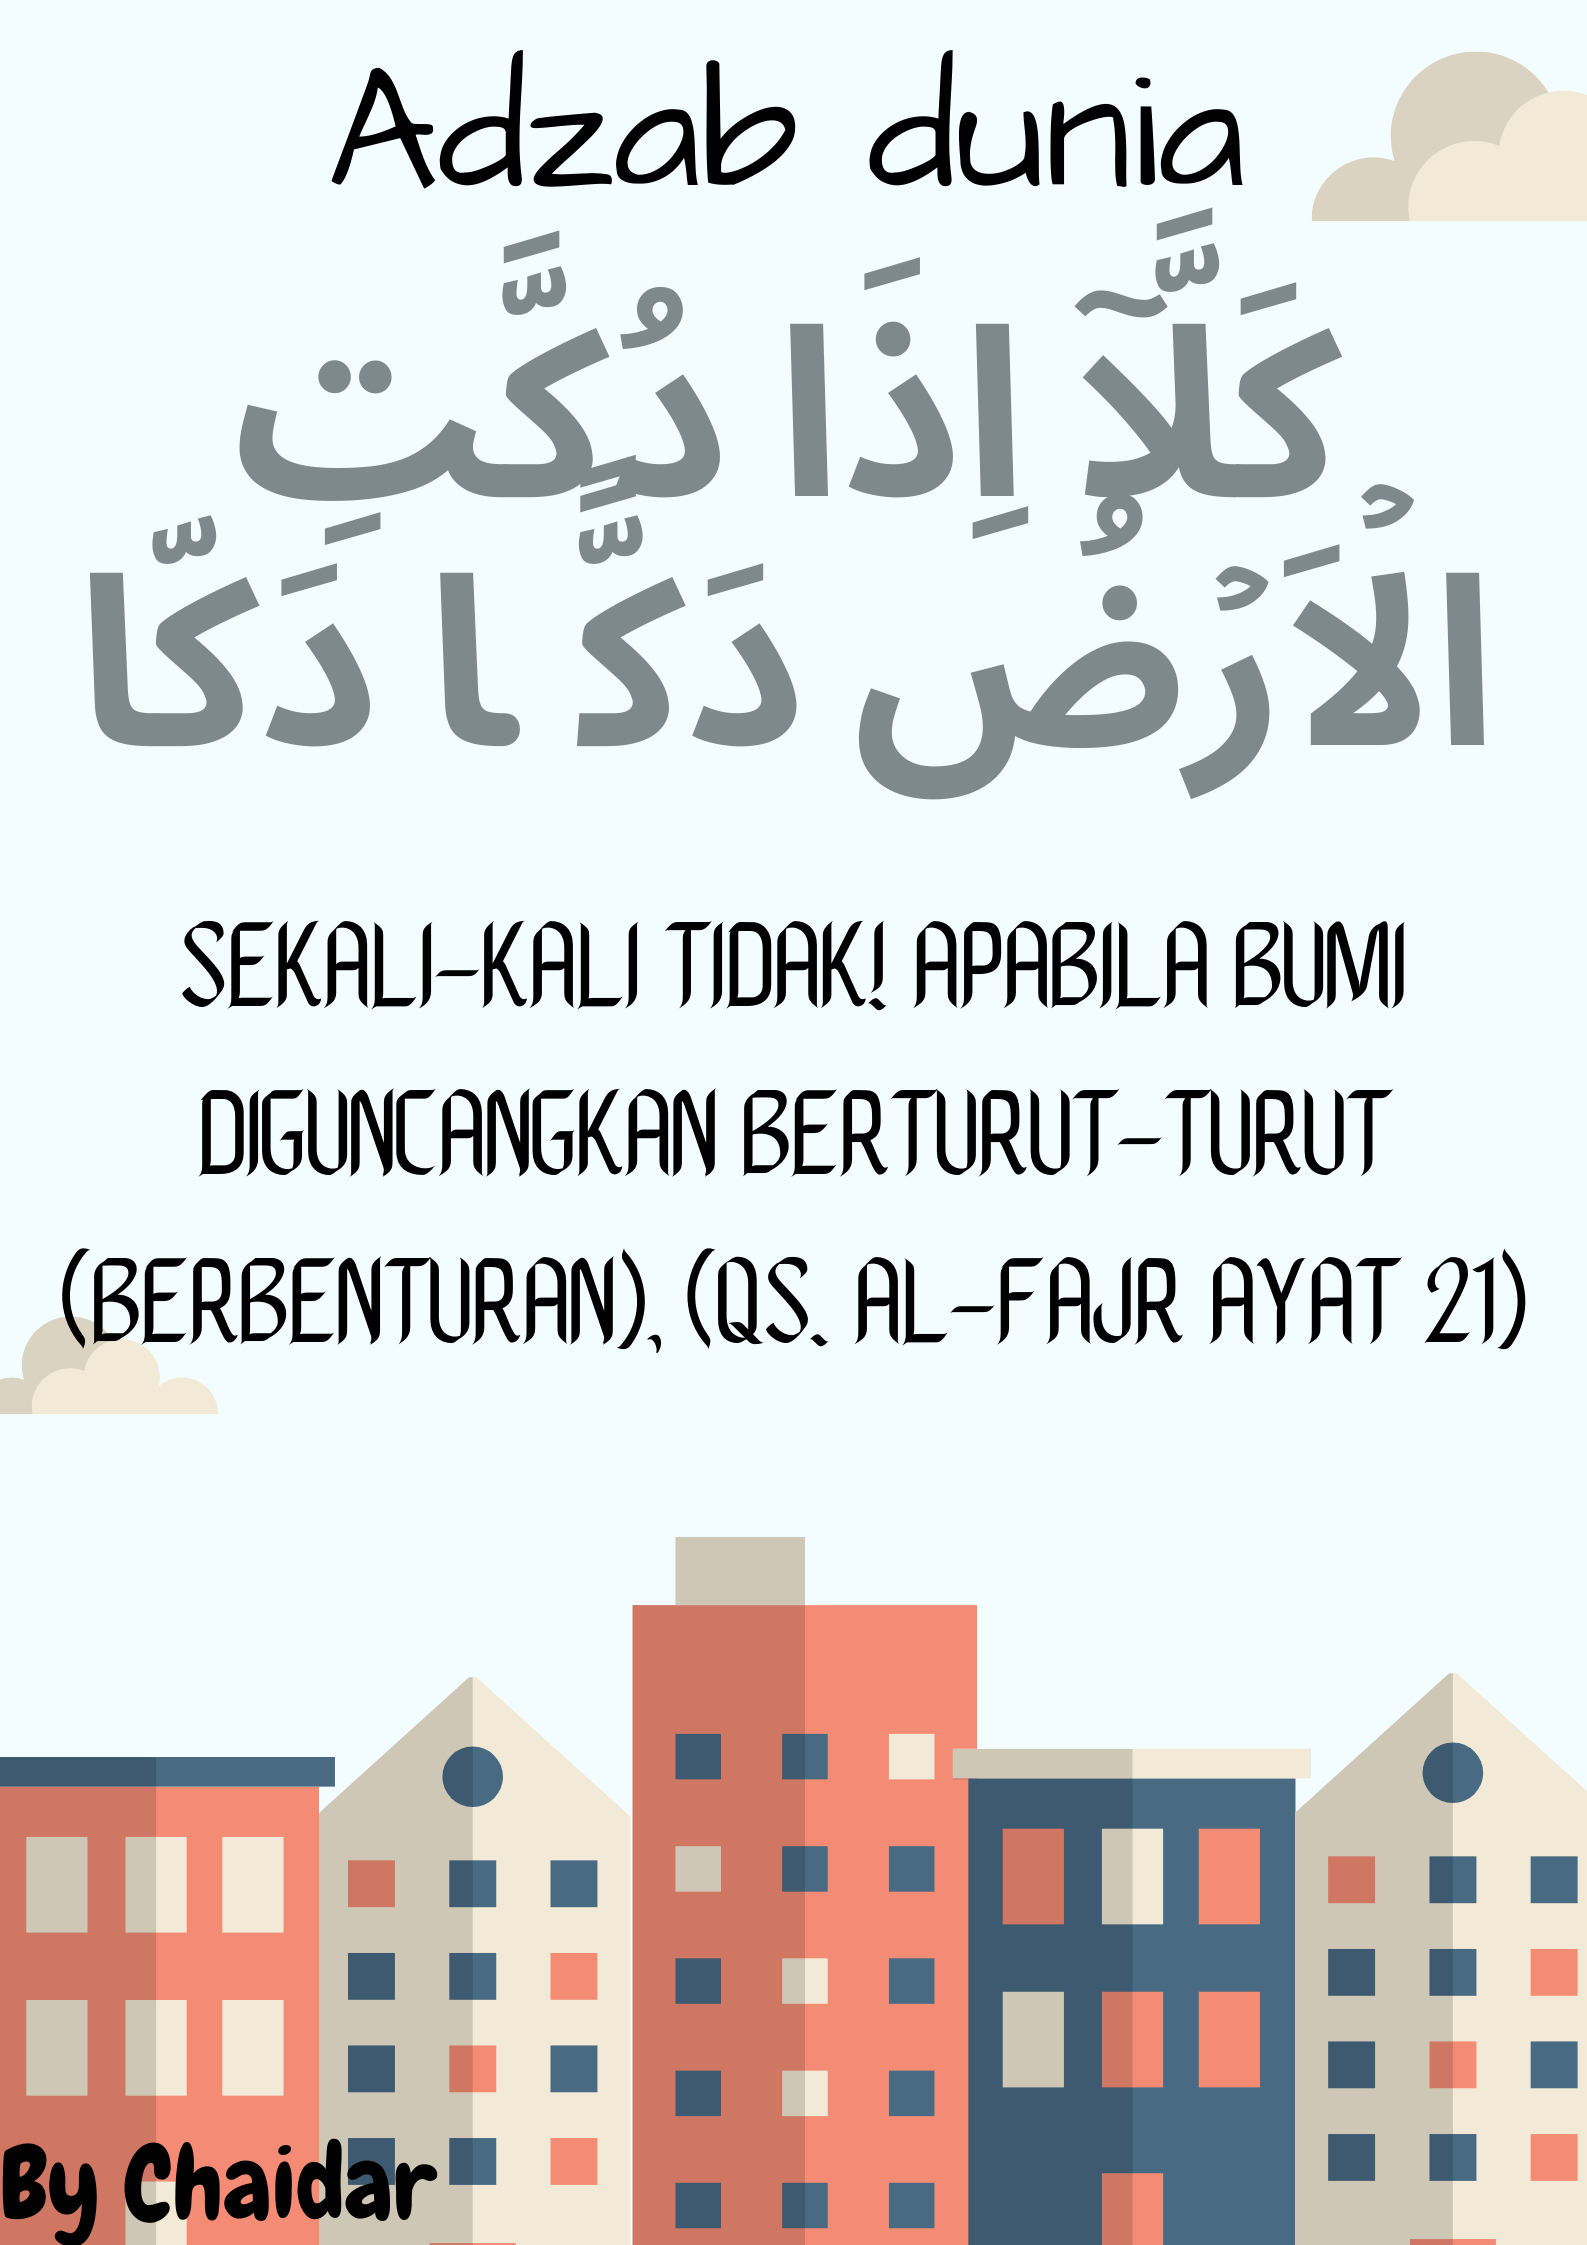 Adzab dunia
كَلَّآ اِذَا دُكَّتِ
الۡاَرۡضُ دَكًّا دَكًّا
SEKALI-KALI TIDAK! APABILA BUMI
DIGUNCANGKAN BERTURUT-TURUT
(BERBENTURAN), (QS. AL-FAJR AYAT 21)
By Chaidar